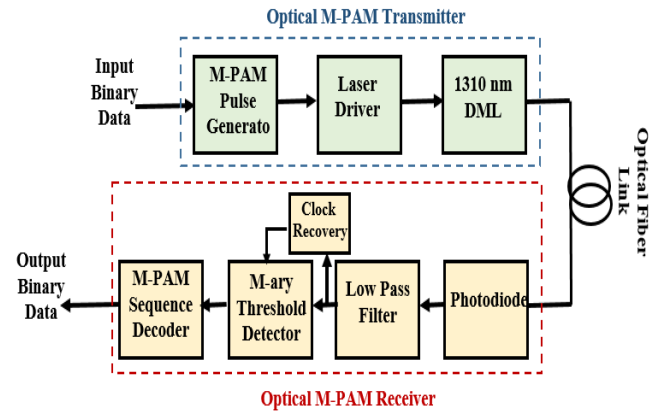 Optical M-PAM Transmitter
Input
Binary
Data
M-PAM
Pulse
Generato
Laser
Driver
1310 nm
DML
Optical Fiber
Link
Clock
Recovery
Output
Binary
Data
M-PAM
Sequence
Decoder
M-ary
Threshold
Detector
Low Pass
Filter
Photodiode
Optical M-PAM Receiver